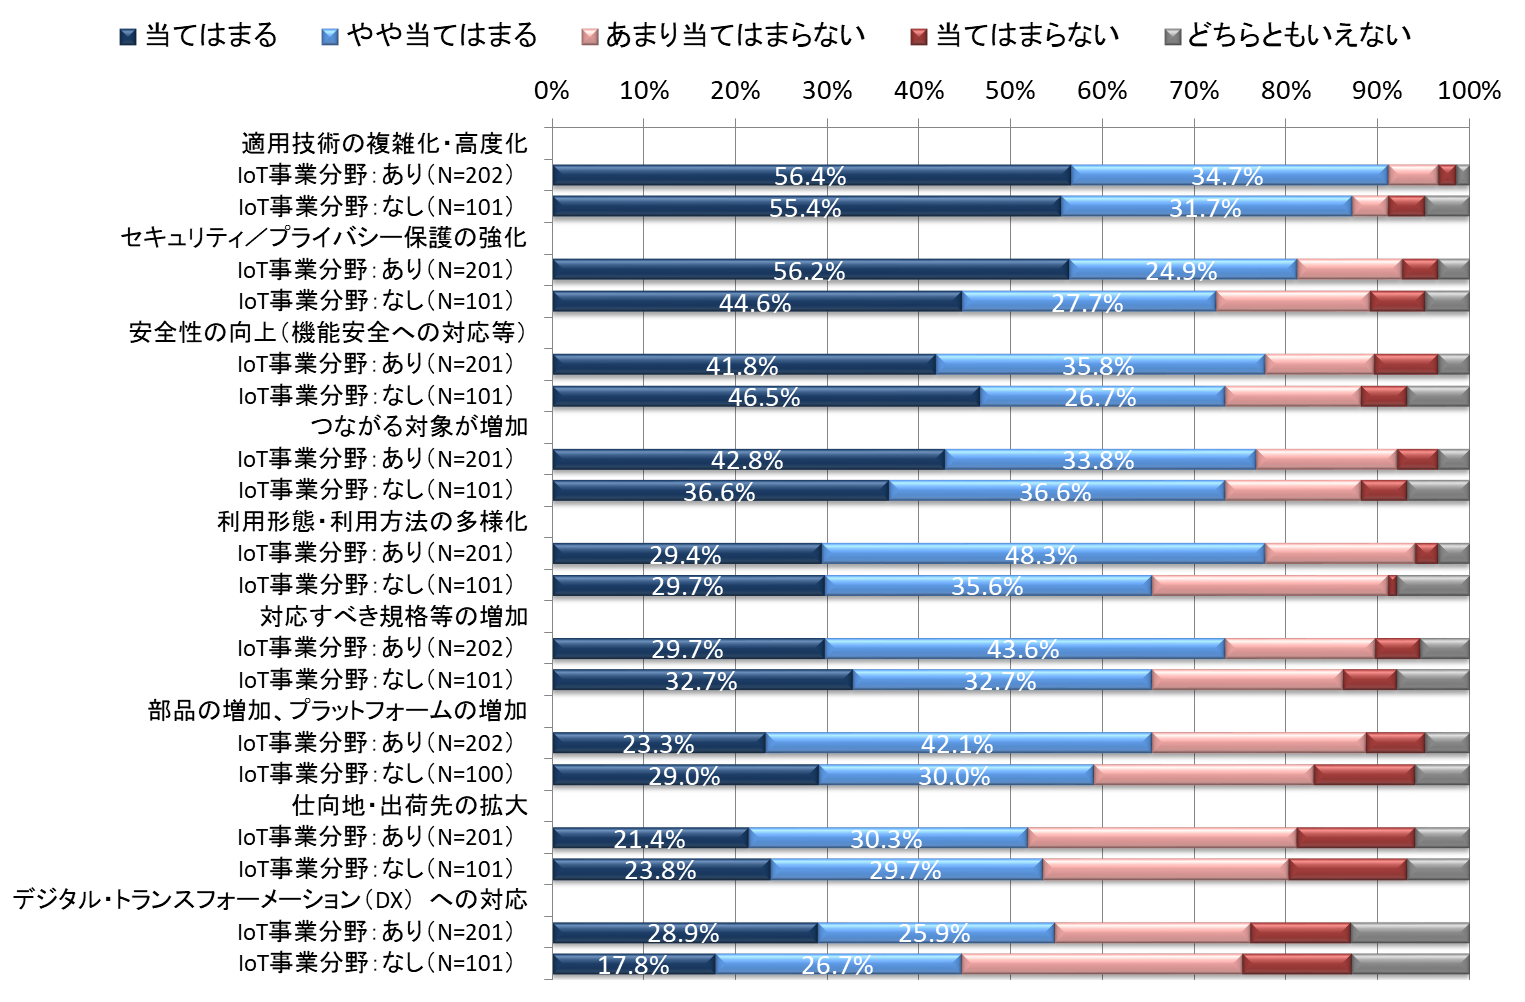 当てはまる やや当てはまる あまり当てはまらない 当てはまらない どちらともいえない
0% 10% 20% 30% 40% 50% 60% 70% 80% 90% 100%
適用技術の複雑化・高度化
IoT事業分野：あり（N=202） 56.4% 34.7%
IoT事業分野：なし（N=101） 55.4% 31.7%
セキュリティ／プライバシー保護の強化
IoT事業分野：あり（N=201） 56.2% 24.9%
IoT事業分野：なし（N=101） 44.6% 27.7%
安全性の向上（機能安全への対応等）
IoT事業分野：あり（N=201） 41.8% 35.8%
IoT事業分野：なし（N=101） 46.5% 26.7%
つながる対象が増加
IoT事業分野：あり（N=201） 42.8% 33.8%
IoT事業分野：なし（N=101） 36.6% 36.6%
利用形態・利用方法の多様化
IoT事業分野：あり（N=201） 29.4% 48.3%
IoT事業分野：なし（N=101） 29.7% 35.6%
対応すべき規格等の増加
IoT事業分野：あり（N=202） 29.7% 43.6%
IoT事業分野：なし（N=101） 32.7% 32.7%
部品の増加、プラットフォームの増加
IoT事業分野：あり（N=202） 23.3% 42.1%
IoT事業分野：なし（N=100） 29.0% 30.0%
仕向地・出荷先の拡大
IoT事業分野：あり（N=201） 21.4% 30.3%
IoT事業分野：なし（N=101） 23.8% 29.7%
デジタル・トランスフォーメーション（DX） への対応
IoT事業分野：あり（N=201） 28.9% 25.9%
IoT事業分野：なし（N=101） 17.8% 26.7%